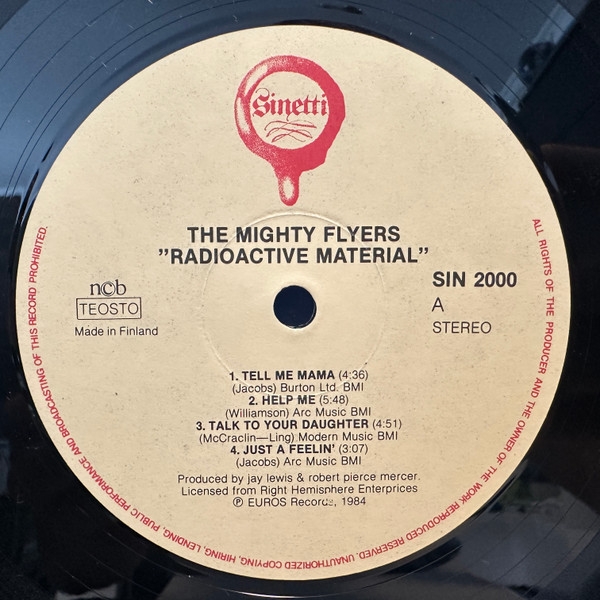 Sinetti
THE MIGHTY FLYERS
”RADIOACTIVE MATERIAL”
ncb
TEOSTO
Made in Finland
SIN 2000
A
STEREO
1. TELL ME MAMA (4:36)
(Jacobs) Burton Ltd. BMI
2. HELP ME (5:48)
(Williamson) Arc Music BMI
3. TALK TO YOUR DAUGHTER (4:51)
(McCraclin—Ling) Modern Music BMI
4. JUST A FEELIN’ (3:07)
(Jacobs) Arc Music BMI
Produced by jay lewis & robert pierce mercer.
Licensed from Right Hemisphere Enterprices
Ⓟ EUROS Records, 1984
ALL RIGHTS OF THE PRODUCER AND THE OWNER OF THE WORK REPRODUCED RESERVED. UNAUTHORIZED COPYING, HIRING, LENDING, PUBLIC PERFORMANCE AND BROADCASTING OF THIS RECORD PROHIBITED.